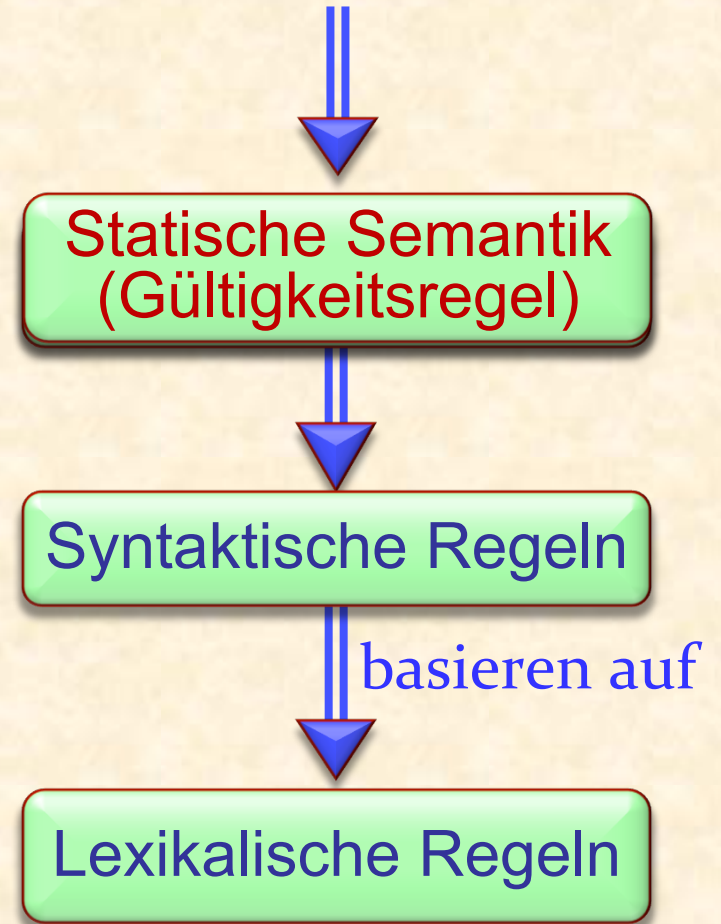 Statische Semantik
(Gültigkeitsregel)
Syntaktische Regeln
basieren auf
Lexikalische Regeln